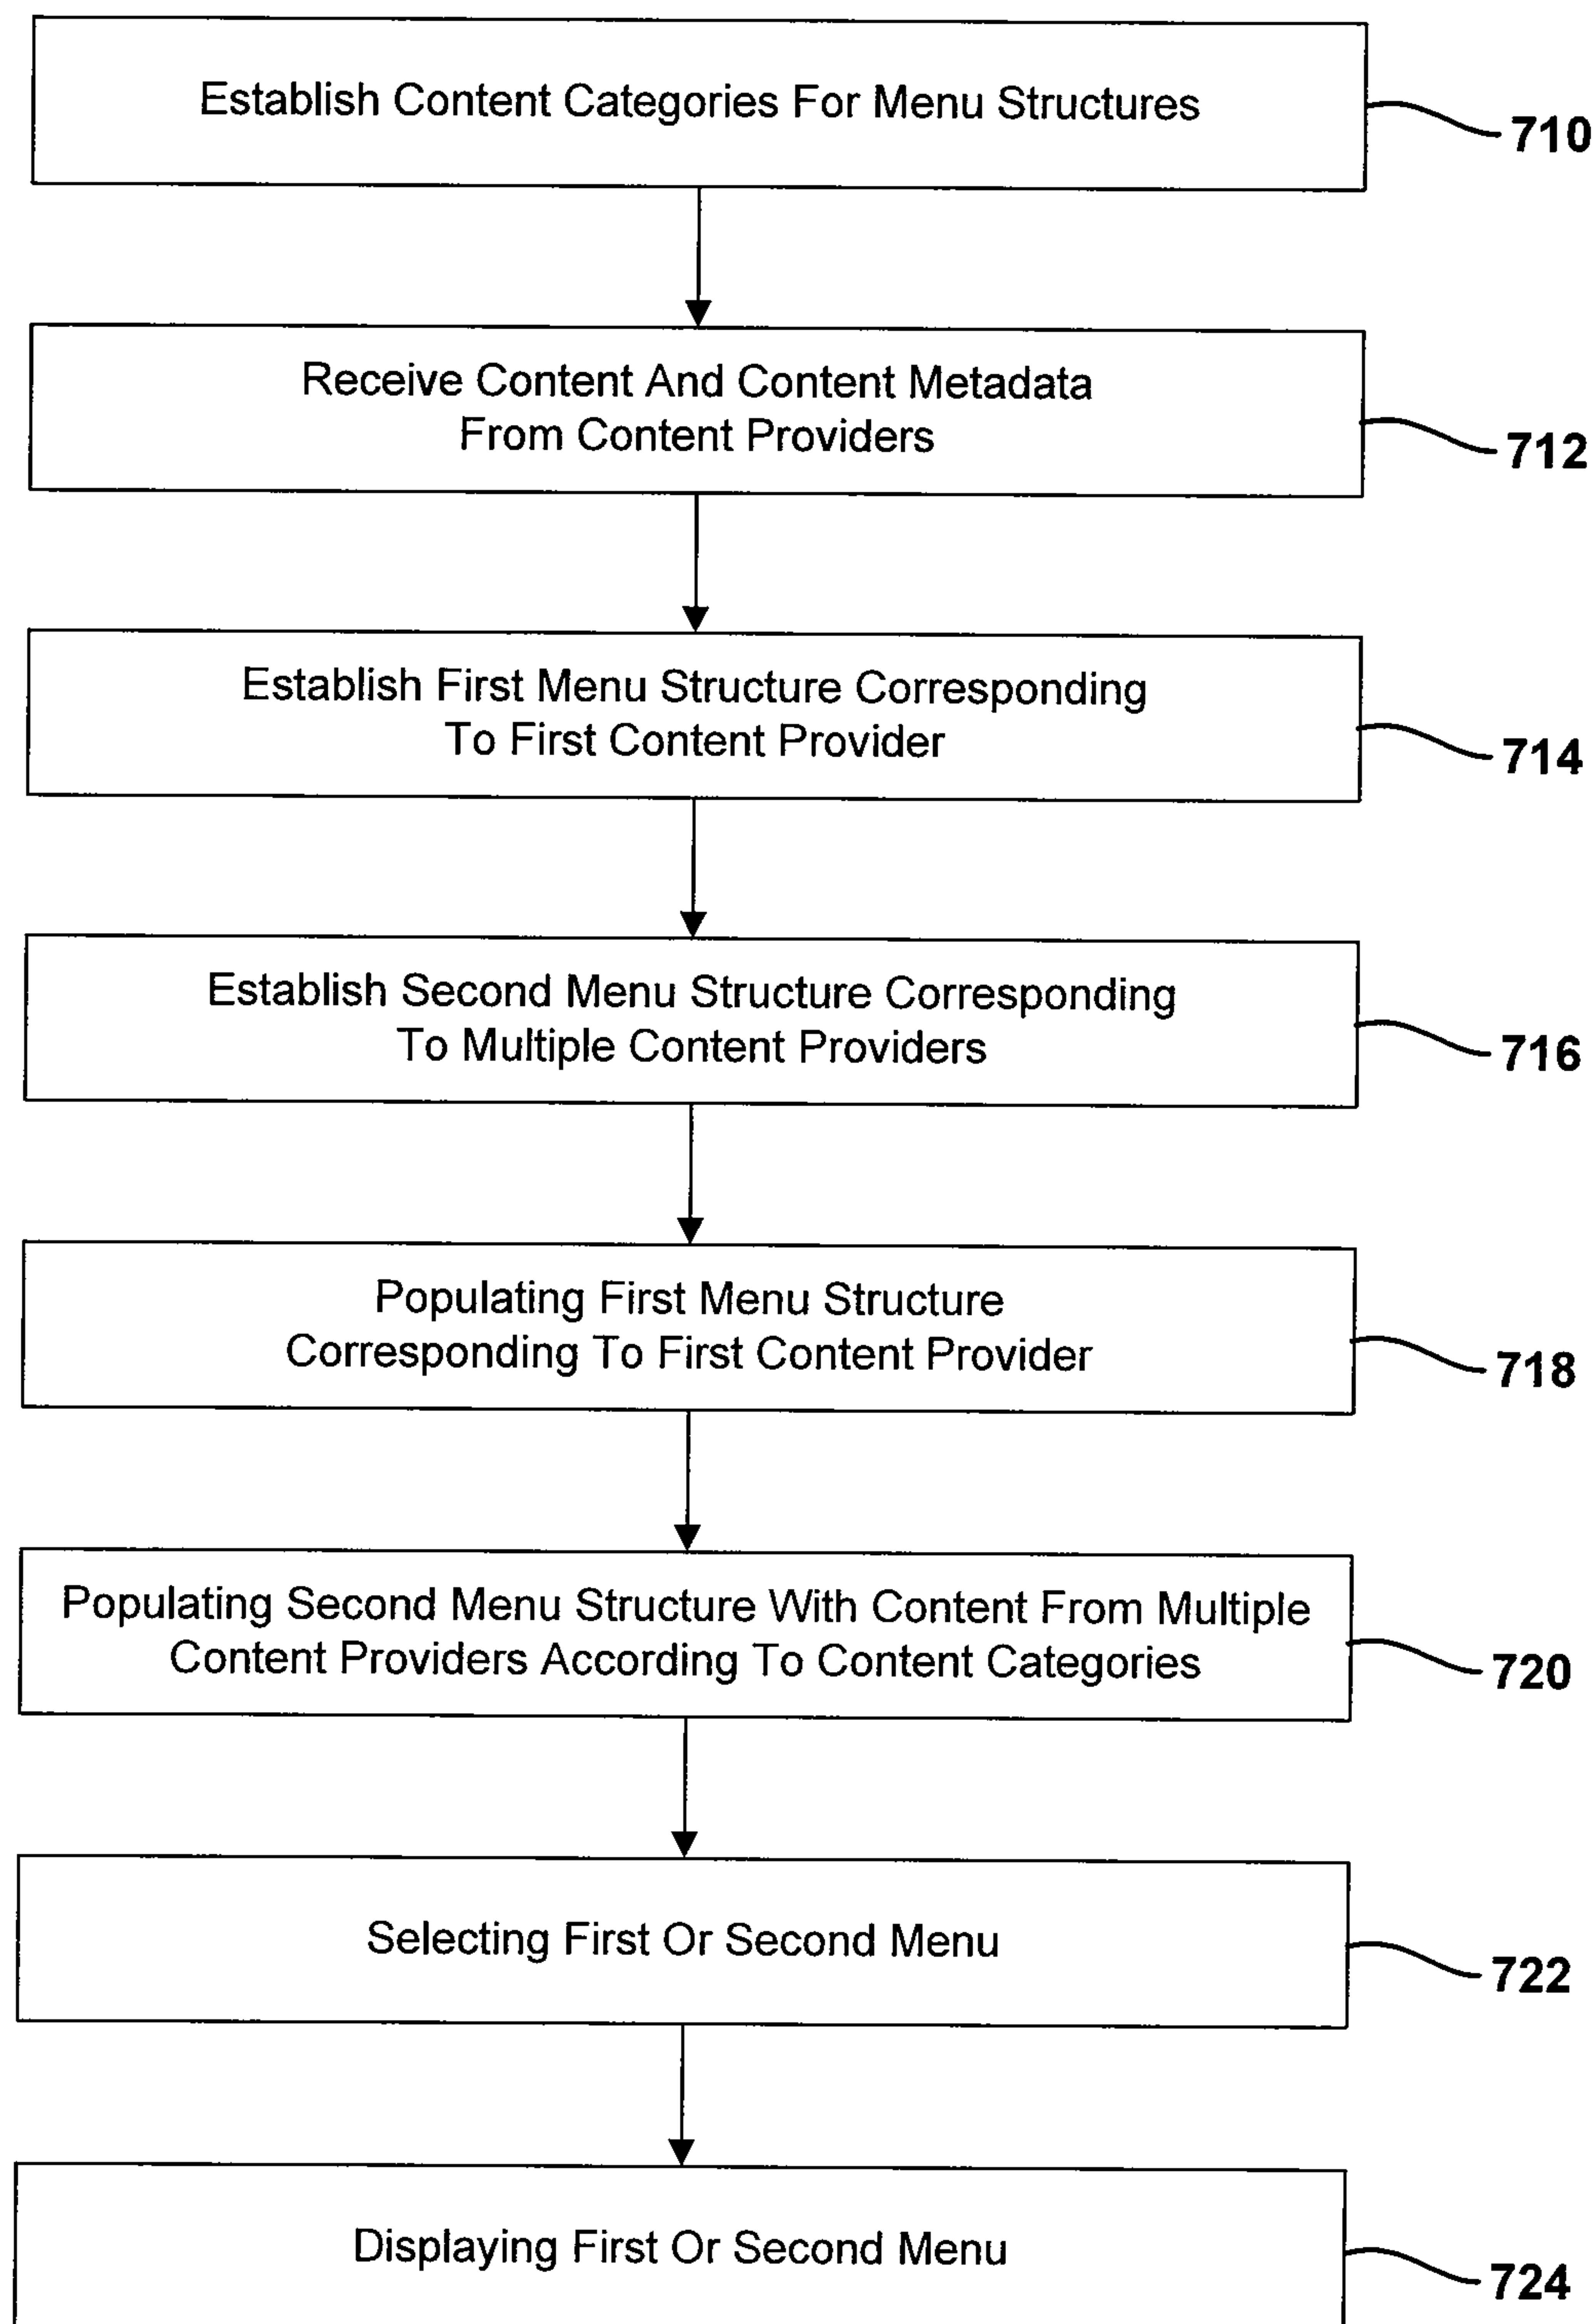 Establish Content Categories For Menu Structures
710
Receive Content And Content Metadata
From Content Providers
712
Establish First Menu Structure Corresponding
To First Content Provider
714
Establish Second Menu Structure Corresponding
To Multiple Content Providers
716
Populating First Menu Structure
Corresponding To First Content Provider
718
Populating Second Menu Structure With Content From Multiple
Content Providers According To Content Categories
720
Selecting First Or Second Menu
722
Displaying First Or Second Menu
724